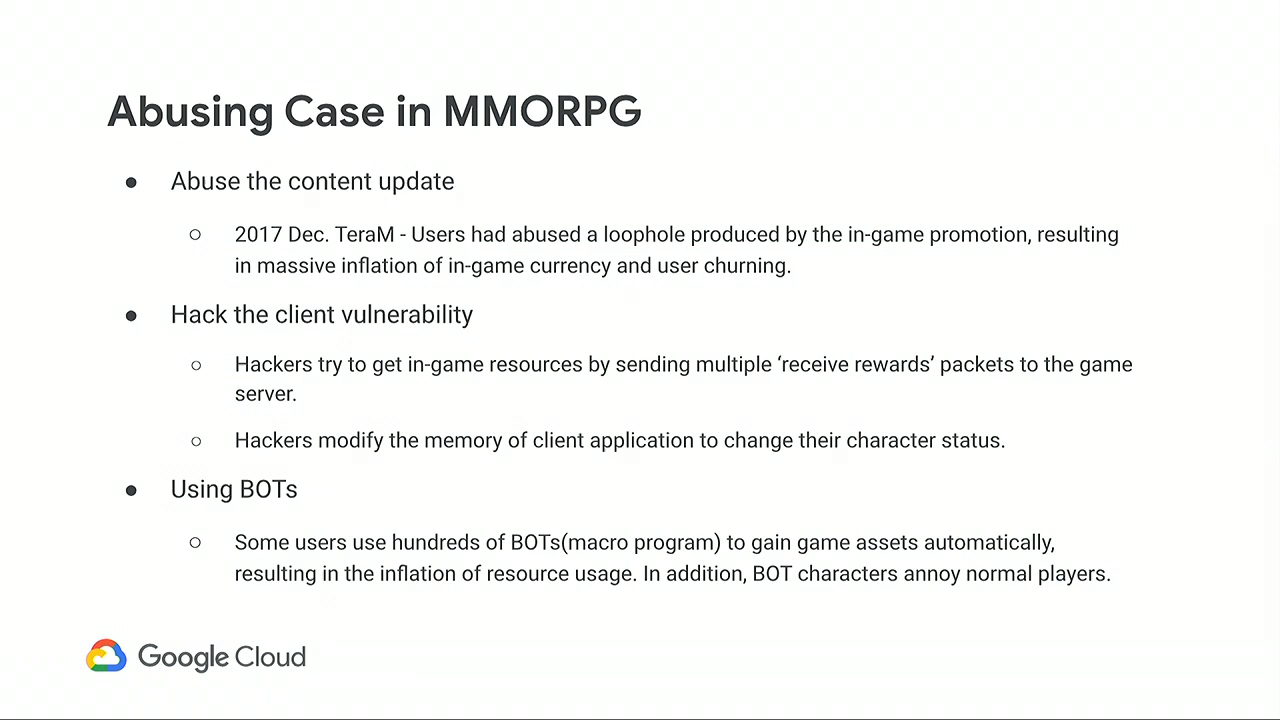 Abusing Case in MMORPG
● Abuse the content update
○ 2017 Dec. TeraM - Users had abused a loophole produced by the in-game promotion, resulting
in massive inflation of in-game currency and user churning.
● Hack the client vulnerability
○ Hackers try to get in-game resources by sending multiple ‘receive rewards’ packets to the game
server.
○ Hackers modify the memory of client application to change their character status.
● Using BOTs
○ Some users use hundreds of BOTs(macro program) to gain game assets automatically,
resulting in the inflation of resource usage. In addition, BOT characters annoy normal players.
Google Cloud